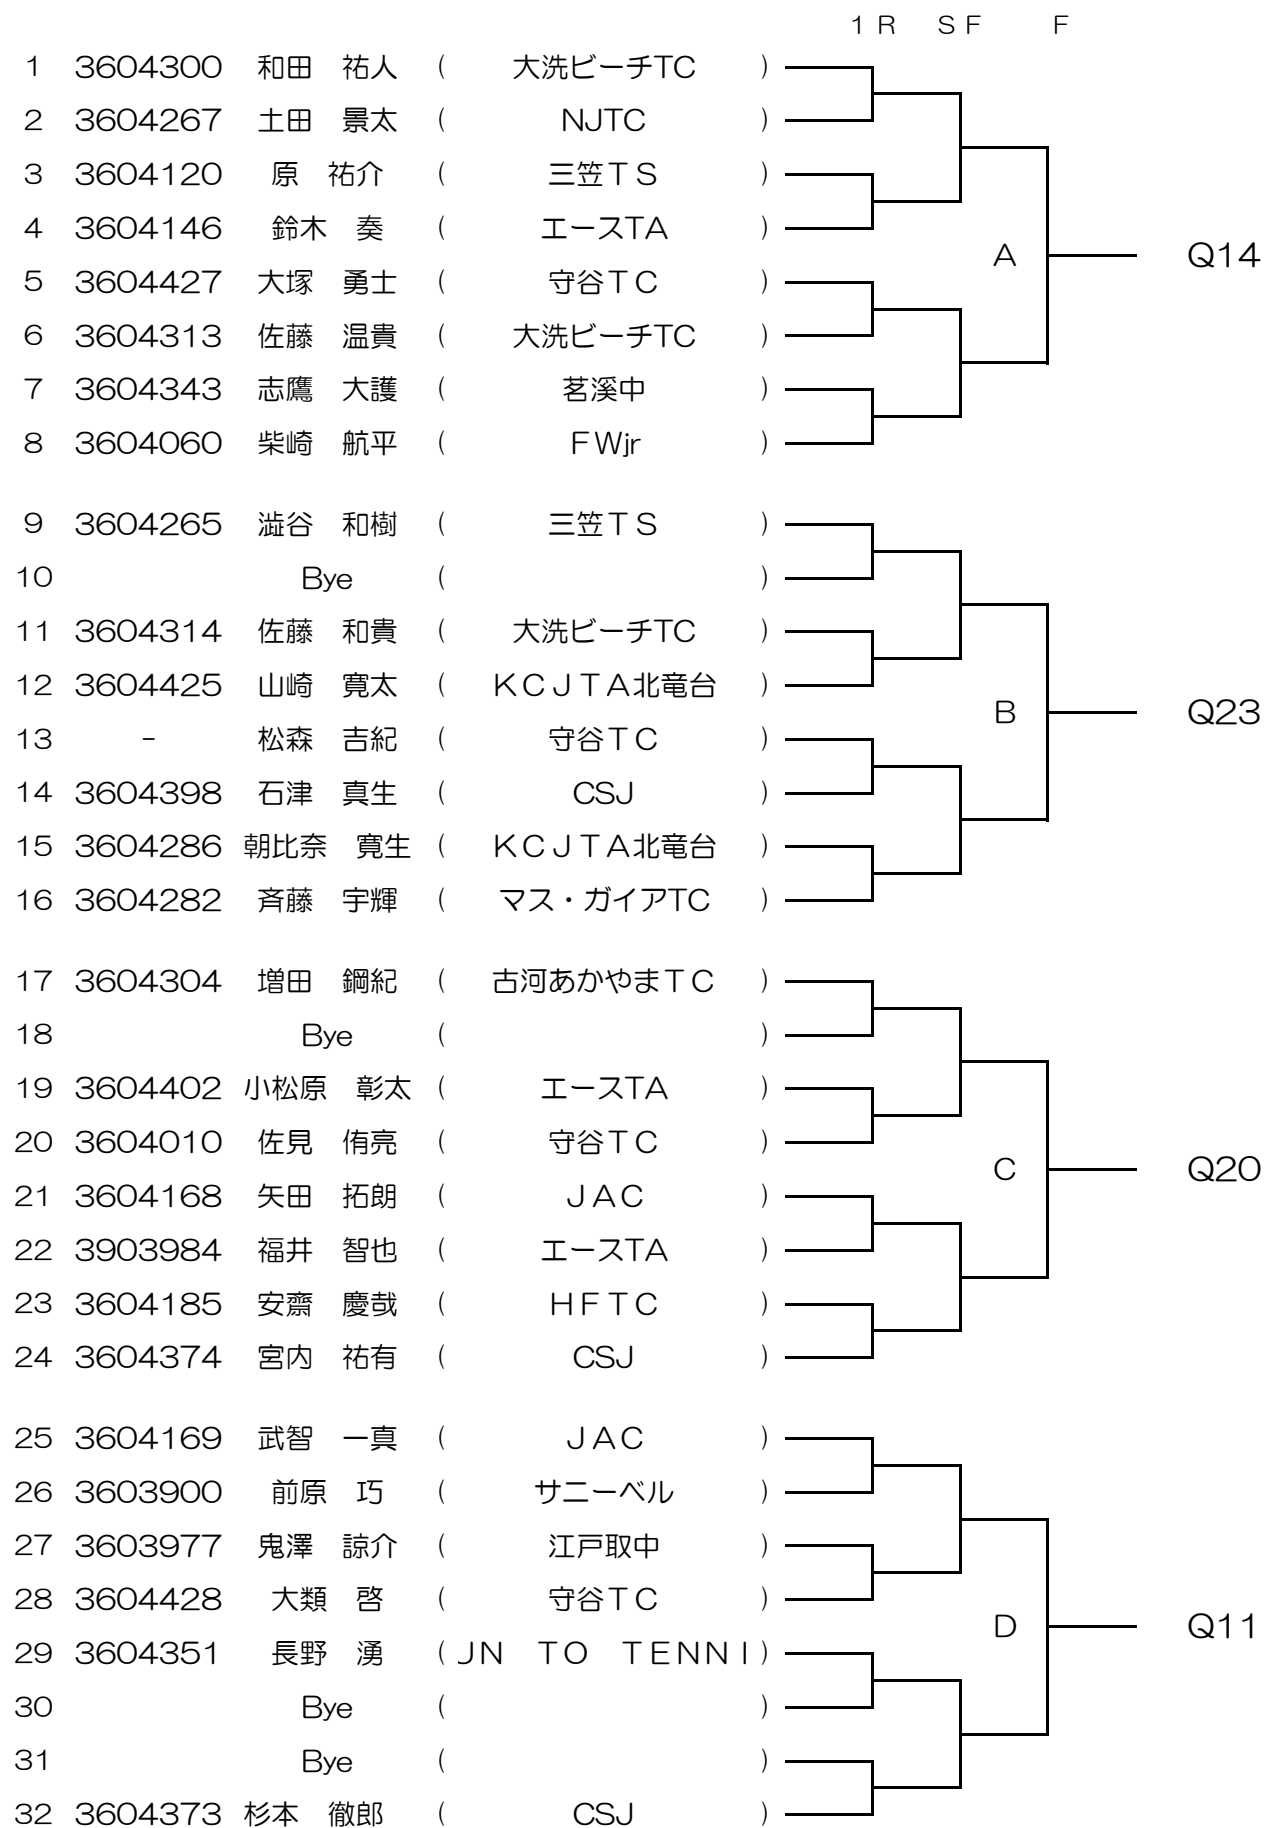 １Ｒ ＳＦ Ｆ
1 3604300 和田 祐人 ( 大洗ビーチTC )
2 3604267 土田 景太 ( NJTC )
3 3604120 原 祐介 ( 三笠ＴＳ )
4 3604146 鈴木 奏 ( エースTA )
A Q14
5 3604427 大塚 勇士 ( 守谷ＴＣ )
6 3604313 佐藤 温貴 ( 大洗ビーチTC )
7 3604343 志鷹 大護 ( 茗溪中 )
8 3604060 柴崎 航平 ( ＦWjr )
9 3604265 澁谷 和樹 ( 三笠ＴＳ )
10 Bye ( )
11 3604314 佐藤 和貴 ( 大洗ビーチTC )
12 3604425 山崎 寛太 ( ＫＣＪＴＡ北竜台 )
B Q23
13 - 松森 吉紀 ( 守谷ＴＣ )
14 3604398 石津 真生 ( CSJ )
15 3604286 朝比奈 寛生 ( ＫＣＪＴＡ北竜台 )
16 3604282 斉藤 宇輝 ( マス・ガイアTC )
17 3604304 増田 鋼紀 ( 古河あかやまＴＣ )
18 Bye ( )
19 3604402 小松原 彰太 ( エースTA )
20 3604010 佐見 侑亮 ( 守谷ＴＣ )
C Q20
21 3604168 矢田 拓朗 ( ＪＡＣ )
22 3903984 福井 智也 ( エースTA )
23 3604185 安齋 慶哉 ( ＨＦＴＣ )
24 3604374 宮内 祐有 ( CSJ )
25 3604169 武智 一真 ( ＪＡＣ )
26 3603900 前原 巧 ( サニーベル )
27 3603977 鬼澤 諒介 ( 江戸取中 )
28 3604428 大類 啓 ( 守谷ＴＣ )
D Q11
29 3604351 長野 湧 ( ＪＮ ＴＯ ＴＥＮＮＩ )
30 Bye ( )
31 Bye ( )
32 3604373 杉本 徹郎 ( CSJ )